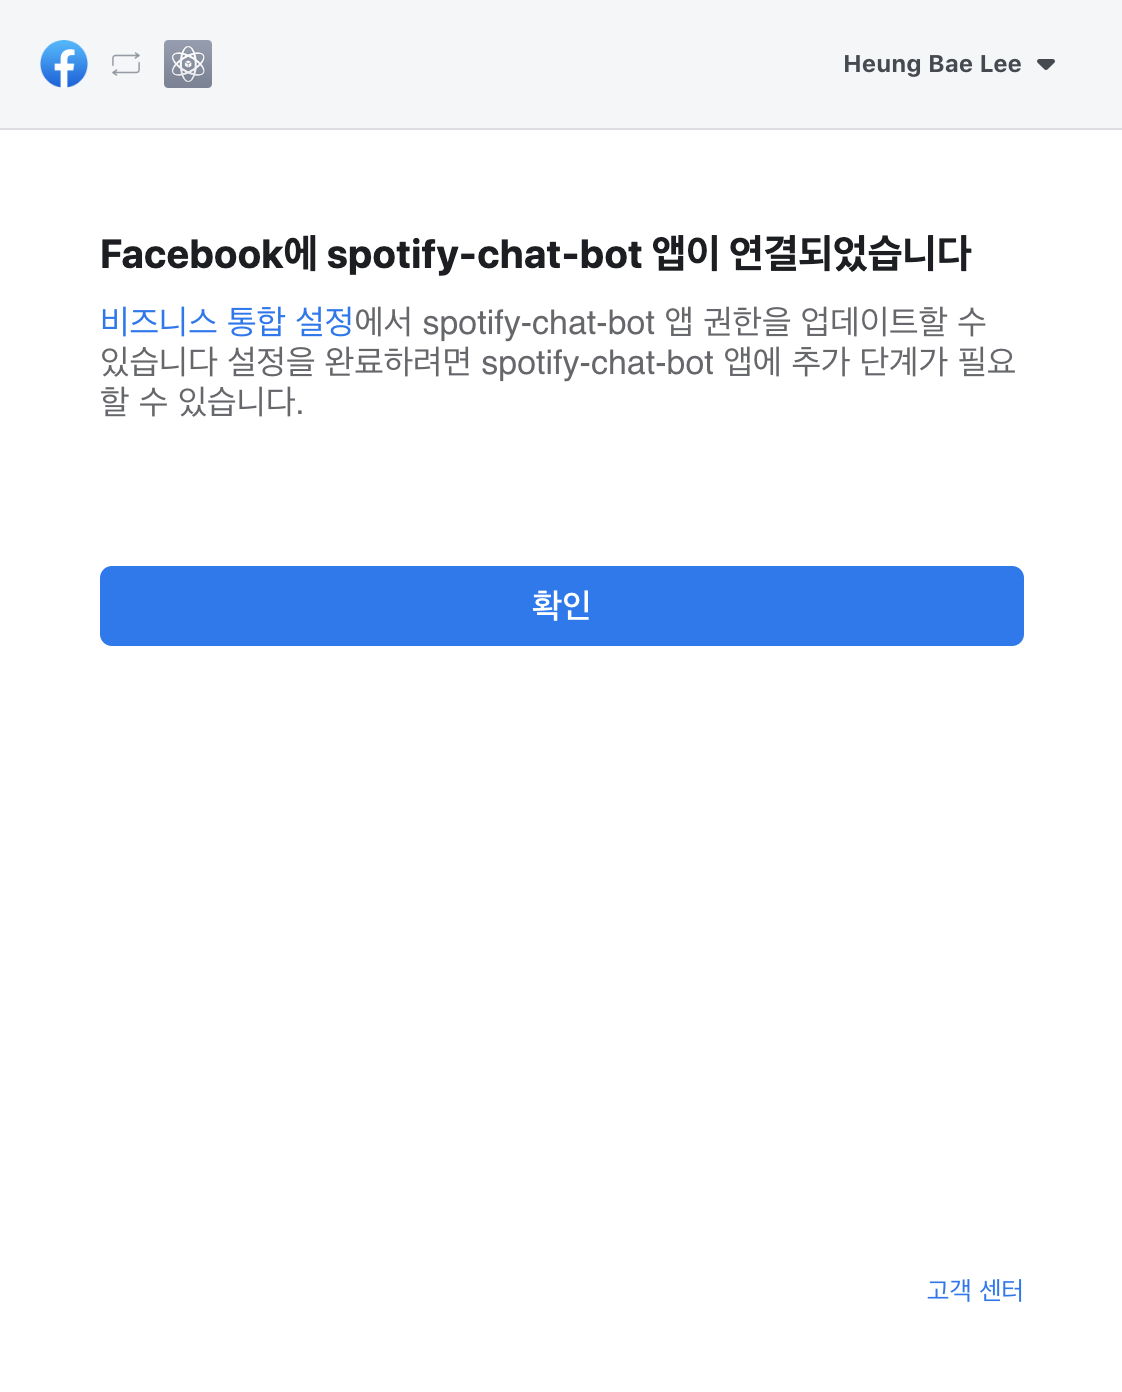 Heung Bae Lee
Facebook에 spotify-chat-bot 앱이 연결되었습니다
비즈니스 통합 설정에서 spotify-chat-bot 앱 권한을 업데이트할 수
있습니다 설정을 완료하려면 spotify-chat-bot 앱에 추가 단계가 필요
할 수 있습니다.
확인
고객 센터